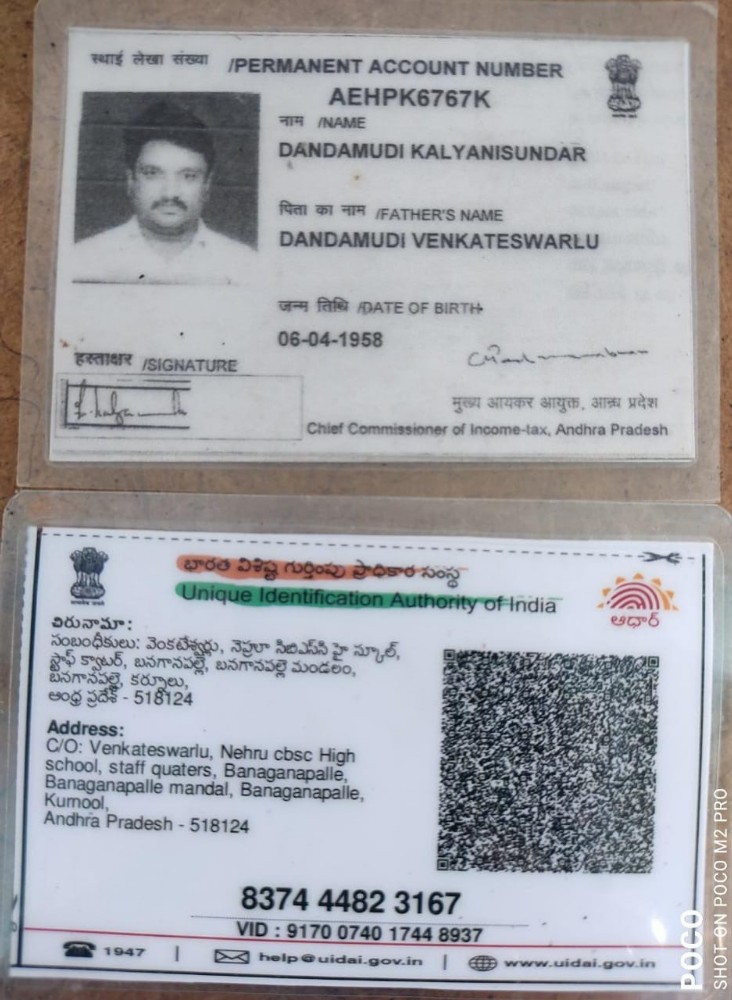 स्थाई लेखा संख्या /PERMANENT ACCOUNT NUMBER
AEHPK6767K
नाम /NAME
DANDAMUDI KALYANISUNDAR
पिता का नाम /FATHER'S NAME
DANDAMUDI VENKATESWARLU
जन्म तिथि /DATE OF BIRTH
06-04-1958
हस्ताक्षर /SIGNATURE
मुख्य आयकर आयुक्त, आन्ध्र प्रदेश
Chief Commissioner of Income-tax, Andhra Pradesh
భారత విశిష్ట గుర్తింపు ప్రాధికార సంస్థ
Unique Identification Authority of India
ఆధార్
చిరునామా:
సంబంధీకులు: వెంకటేశ్వర్లు, నెహ్రూ సిబిఎస్‌సి హై స్కూల్,
స్టాఫ్ క్వాటర్, బనగానపల్లె, బనగానపల్లె మండలం,
బనగానపల్లె, కర్నూలు,
ఆంధ్ర ప్రదేశ్ - 518124
Address:
C/O: Venkateswarlu, Nehru cbsc High
school, staff quaters, Banaganapalle,
Banaganapalle mandal, Banaganapalle,
Kurnool,
Andhra Pradesh - 518124
8374 4482 3167
VID : 9170 0740 1744 8937
1947 | help@uidai.gov.in | www.uidai.gov.in
POCO
SHOT ON POCO M2 PRO